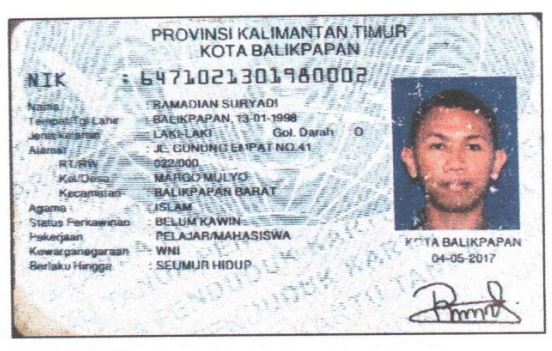 PROVINSI KALIMANTAN TIMUR
KOTA BALIKPAPAN
NIK : 6471021301980002
Nama : RAMADIAN SURYADI
Tempat/Tgl Lahir : BALIKPAPAN, 13-01-1998
Jenis kelamin : LAKI-LAKI Gol. Darah O
Alamat : JL. GUNUNG EMPAT NO.41
RT/RW : 022/000
Kel/Desa : MARGO MULYO
Kecamatan : BALIKPAPAN BARAT
Agama : ISLAM
Status Perkawinan : BELUM KAWIN
Pekerjaan : PELAJAR/MAHASISWA
Kewarganegaraan : WNI
Berlaku Hingga : SEUMUR HIDUP
KOTA BALIKPAPAN
04-05-2017